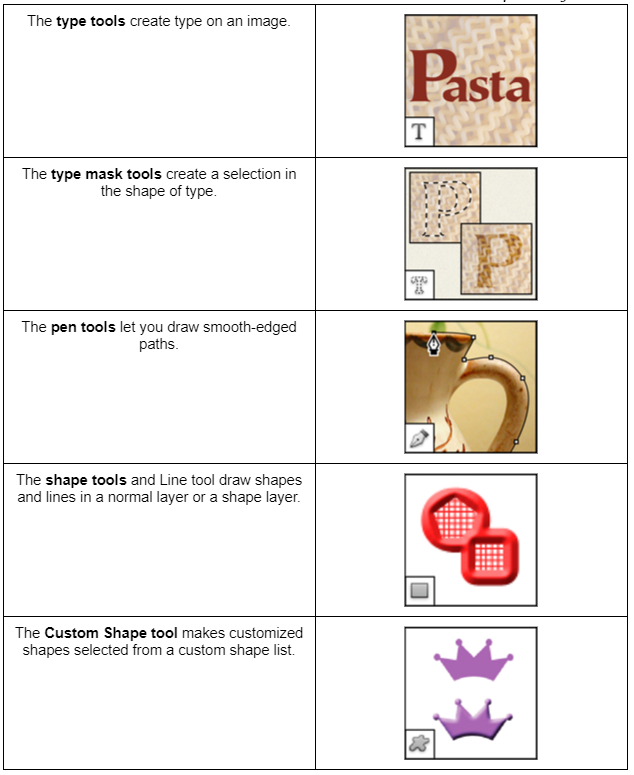 The type tools create type on an image.
Pasta
T
The type mask tools create a selection in
the shape of type.
P
P
T
The pen tools let you draw smooth-edged
paths.
The shape tools and Line tool draw shapes
and lines in a normal layer or a shape layer.
The Custom Shape tool makes customized
shapes selected from a custom shape list.